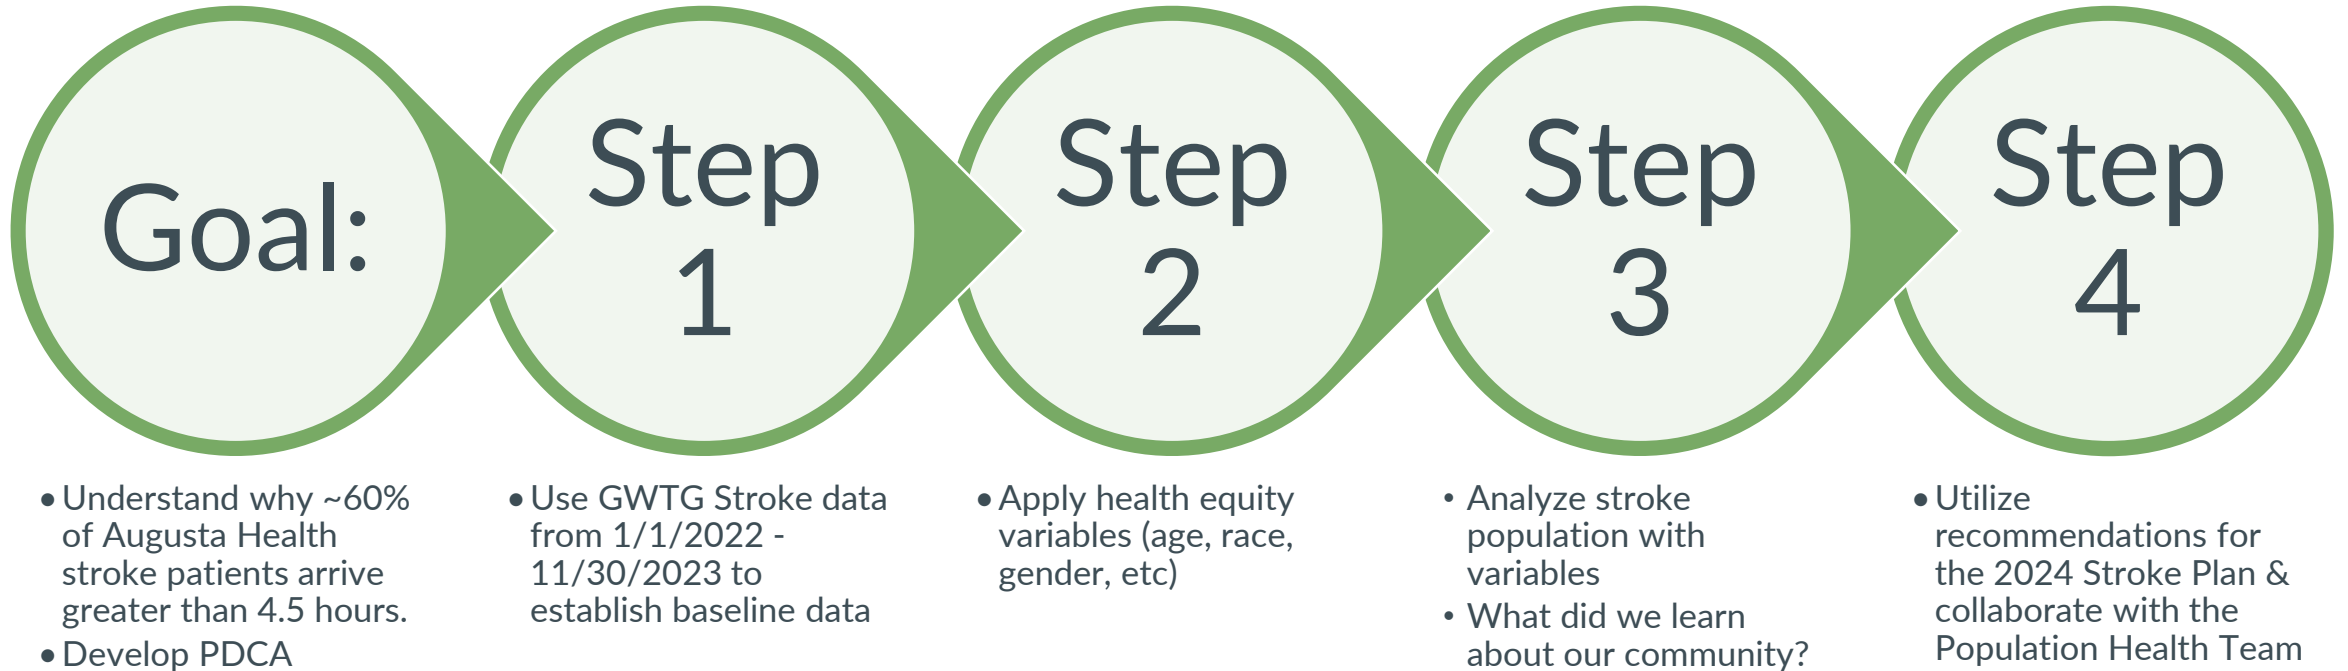 Goal:
• Understand why ~60%
of Augusta Health
stroke patients arrive
greater than 4.5 hours.
• Develop PDCA
Step
1
• Use GWTG Stroke data
from 1/1/2022 -
11/30/2023 to
establish baseline data
Step
2
• Apply health equity
variables (age, race,
gender, etc)
Step
3
• Analyze stroke
population with
variables
• What did we learn
about our community?
Step
4
• Utilize
recommendations for
the 2024 Stroke Plan &
collaborate with the
Population Health Team